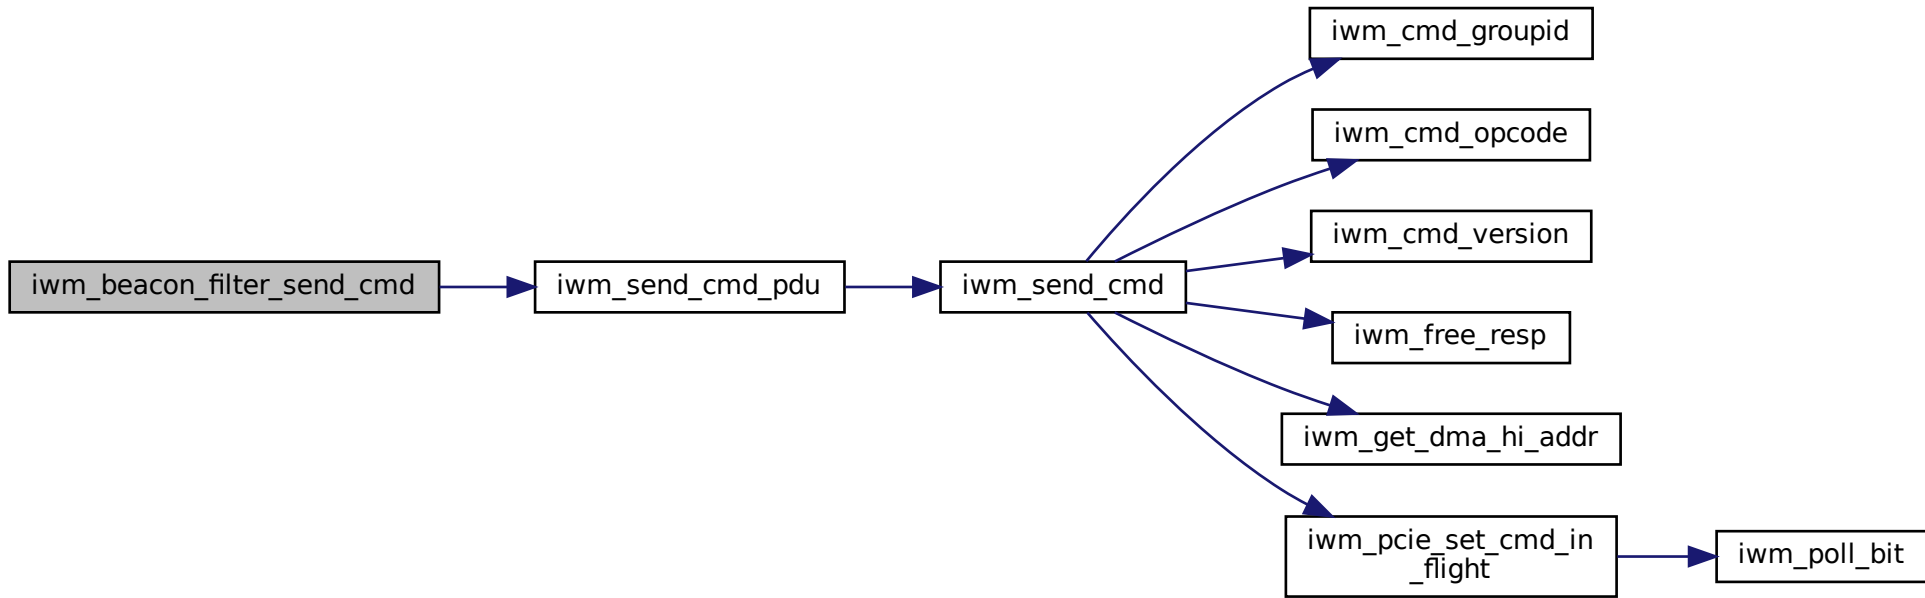 iwm_beacon_filter_send_cmd
iwm_send_cmd_pdu
iwm_send_cmd
iwm_cmd_groupid
iwm_cmd_opcode
iwm_cmd_version
iwm_free_resp
iwm_get_dma_hi_addr
iwm_pcie_set_cmd_in
_flight
iwm_poll_bit